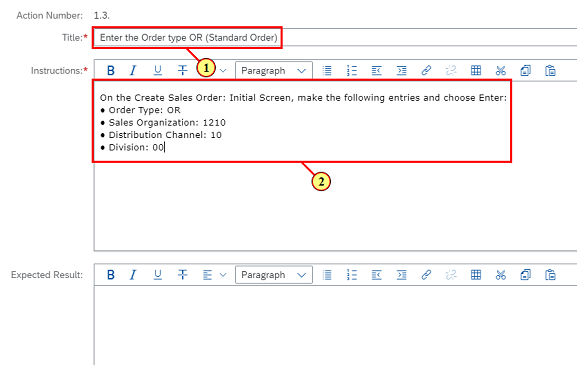 Action Number: 1.3.
Title:* Enter the Order type OR (Standard Order)
1
Instructions:* B I U T Paragraph
On the Create Sales Order: Initial Screen, make the following entries and choose Enter:
● Order Type: OR
● Sales Organization: 1210
● Distribution Channel: 10
● Division: 00
2
Expected Result: B I U T Paragraph